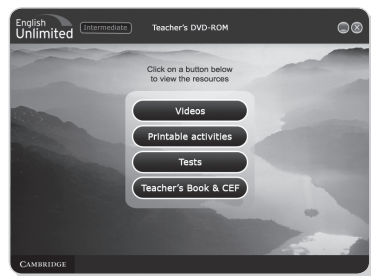 English
Unlimited
Intermediate
Teacher's DVD-ROM
Click on a button below
to view the resources
Videos
Printable activities
Tests
Teacher's Book & CEF
CAMBRIDGE